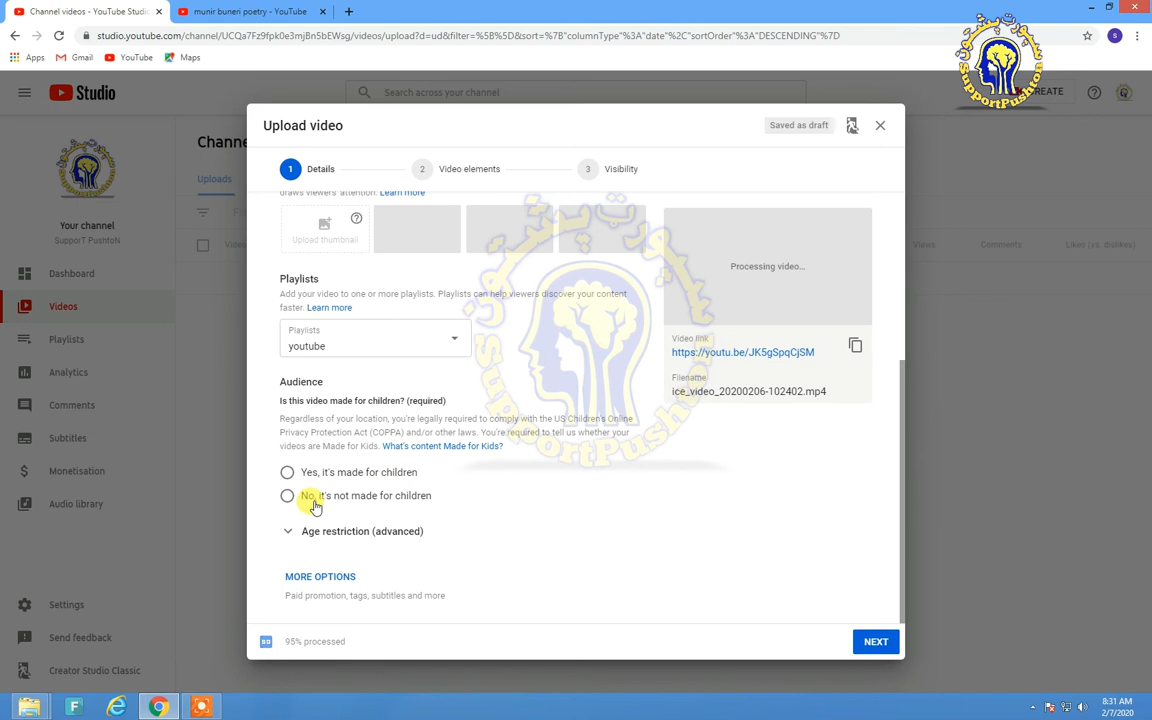 Channel videos - YouTube Studi
munir buneri poetry - YouTube
studio.youtube.com/channel/UCQa7Fz9fpk0e3mj8n5bEWsg/videos/upload?d=ud&filter=%5B%5D&sort=%7B"columnType"%3A"date"%2C"sortOrder"%3A"DESCENDING"%7D
Apps
Gmail
YouTube
Maps
SupportPushton
Studio
Search across your channel
CREATE
Upload video
Saved as draft
1 Details
2 Video elements
3 Visibility
Channel
Uploads
Your channel
SupporT PushtoN
Video
Views
Comments
Likes (vs. dislikes)
Dashboard
Videos
Playlists
Analytics
Comments
Subtitles
Monetisation
Audio library
Settings
Send feedback
Creator Studio Classic
draws viewers' attention. Learn more
Upload thumbnail
Playlists
Add your video to one or more playlists. Playlists can help viewers discover your content
faster. Learn more
Playlists
youtube
Audience
Is this video made for children? (required)
Regardless of your location, you're legally required to comply with the US Children's Online
Privacy Protection Act (COPPA) and/or other laws. You're required to tell us whether your
videos are Made for Kids. What's content Made for Kids?
Yes, it's made for children
No, it's not made for children
Age restriction (advanced)
MORE OPTIONS
Paid promotion, tags, subtitles and more
Processing video...
Video link
https://youtu.be/JK5gSpqCjSM
Filename
ice_video_20200206-102402.mp4
SupportPushton
SD
95% processed
NEXT
8:31 AM
2/7/2020